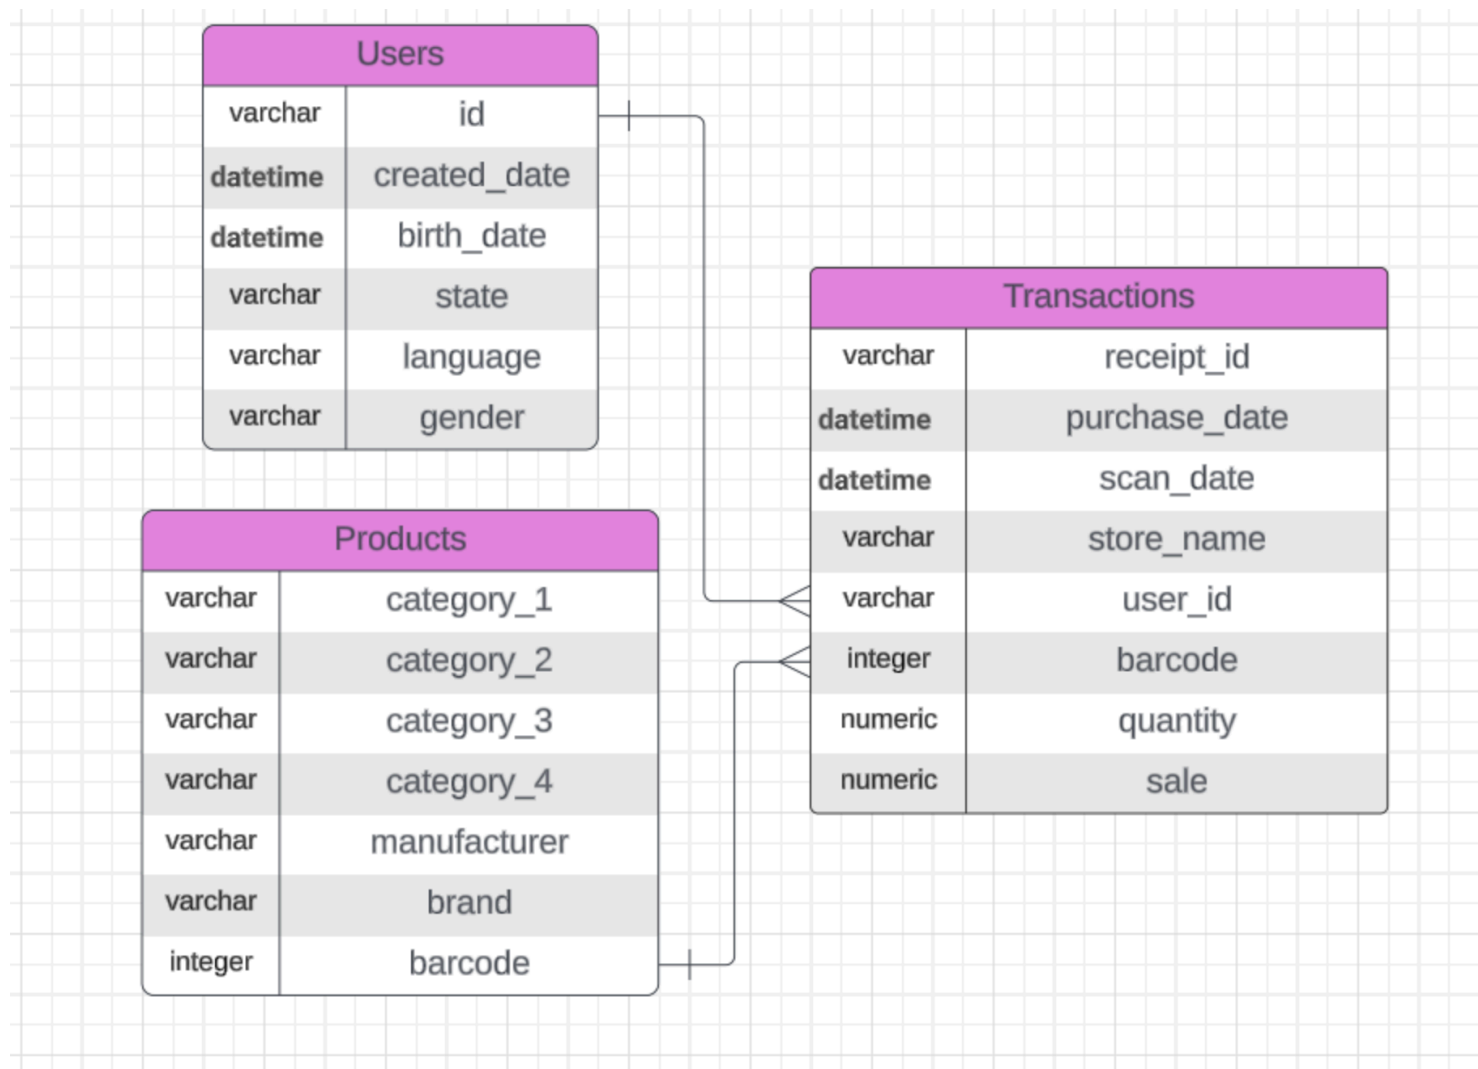 Users
varchar id
datetime created_date
datetime birth_date
varchar state
varchar language
varchar gender
Products
varchar category_1
varchar category_2
varchar category_3
varchar category_4
varchar manufacturer
varchar brand
integer barcode
Transactions
varchar receipt_id
datetime purchase_date
datetime scan_date
varchar store_name
varchar user_id
integer barcode
numeric quantity
numeric sale